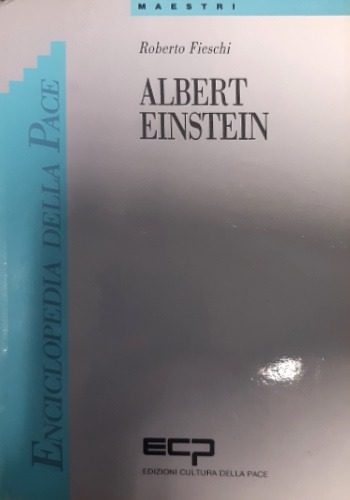 MAESTRI
Roberto Fieschi
ALBERT
EINSTEIN
ENCICLOPEDIA DELLA PACE
ECP
EDIZIONI CULTURA DELLA PACE